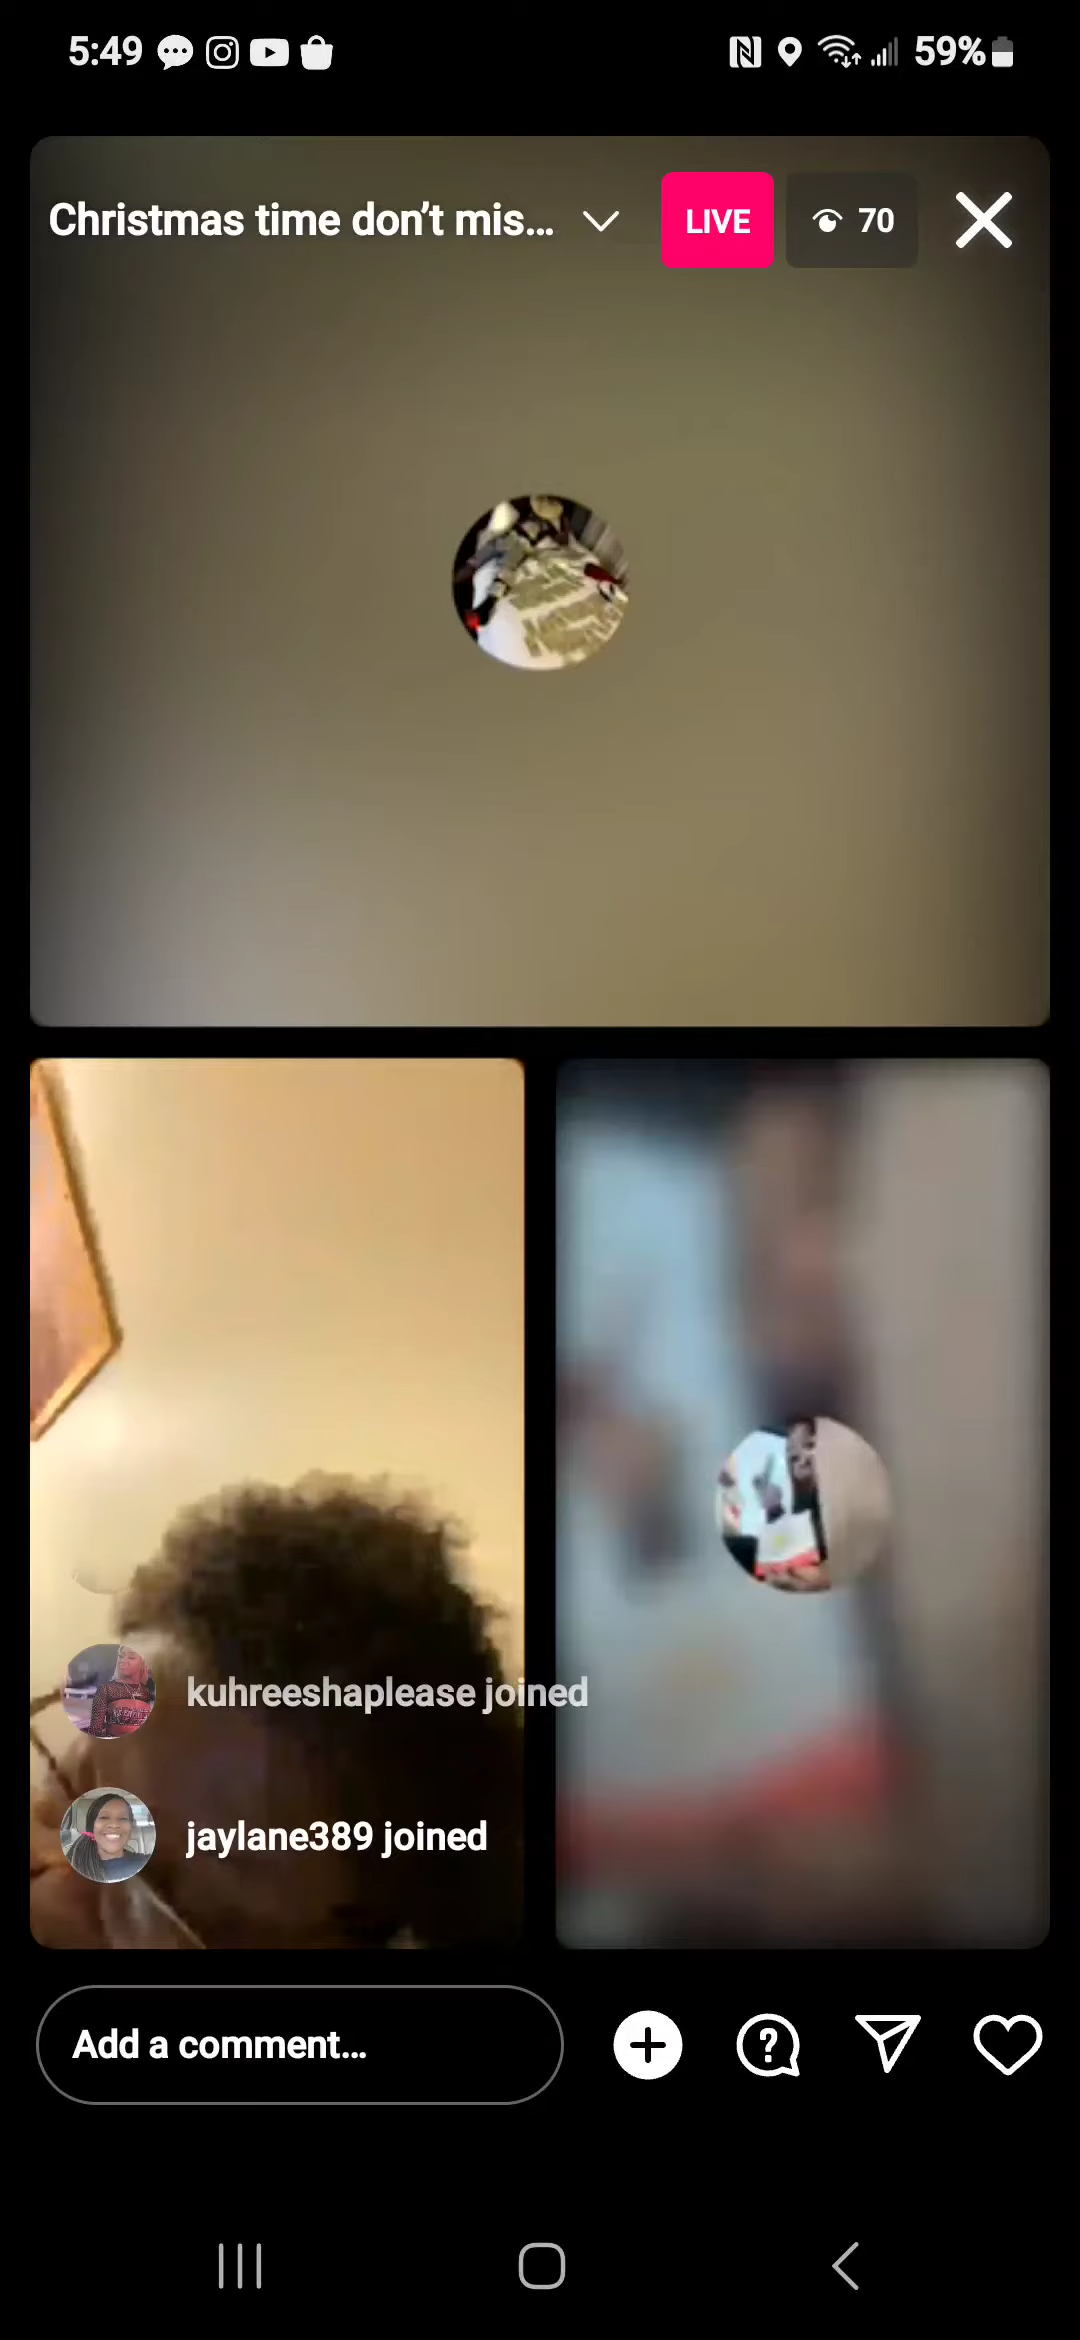 5:49
59%
Christmas time don't mis...
LIVE
70
kuhreeshaplease joined
jaylane389 joined
Add a comment...